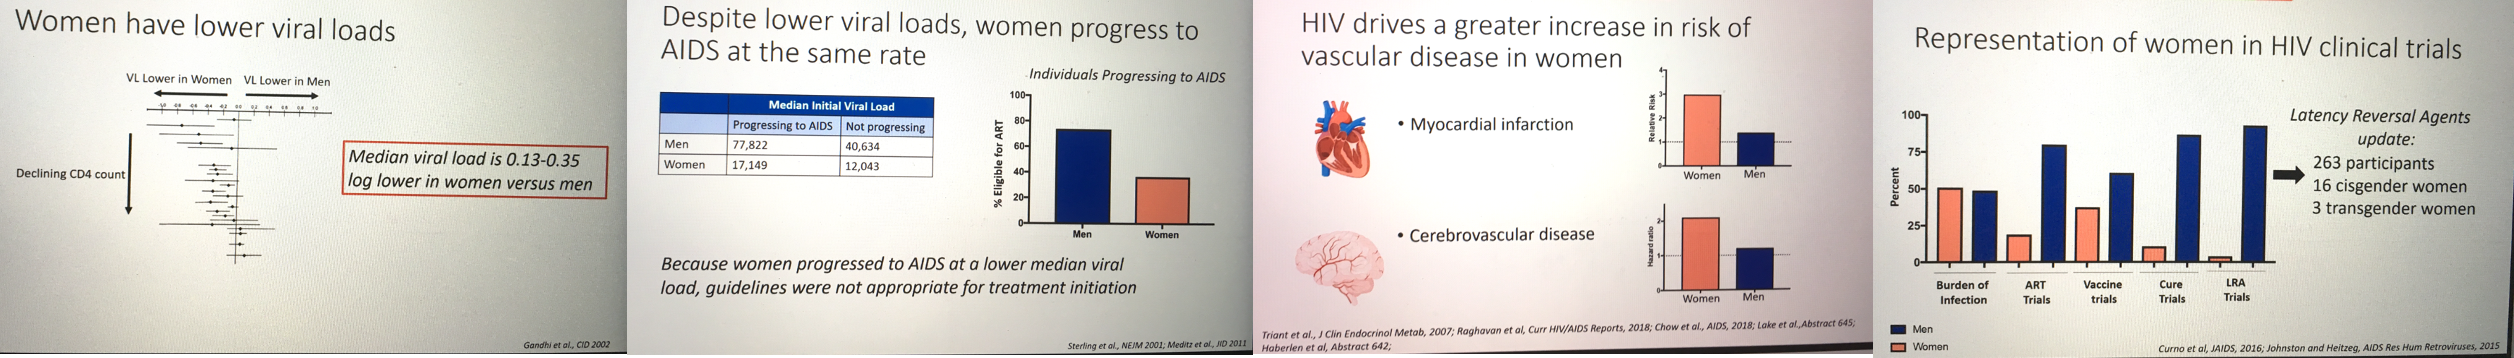 Women have lower viral loads
VL Lower in Women VL Lower in Men
-1.0 -0.8 -0.6 -0.4 -0.2 0.0 0.2 0.4 0.6 0.8 1.0
Declining CD4 count
Median viral load is 0.13-0.35
log lower in women versus men
Gandhi et al., CID 2002
Despite lower viral loads, women progress to
AIDS at the same rate
Median Initial Viral Load
Progressing to AIDS Not progressing
Men 77,822 40,634
Women 17,149 12,043
Individuals Progressing to AIDS
% Eligible for ART
100
80
60
40
20
0
Men Women
Because women progressed to AIDS at a lower median viral
load, guidelines were not appropriate for treatment initiation
Sterling et al., NEJM 2001; Meditz et al., JID 2011
HIV drives a greater increase in risk of
vascular disease in women
• Myocardial infarction
Relative Risk
4
3
2
1
0
Women Men
• Cerebrovascular disease
Hazard ratio
2
1
0
Women Men
Triant et al., J Clin Endocrinol Metab, 2007; Raghavan et al, Curr HIV/AIDS Reports, 2018; Chow et al., AIDS, 2018; Lake et al.,Abstract 645;
Haberlen et al, Abstract 642;
Representation of women in HIV clinical trials
Percent
100
75
50
25
0
Burden of
Infection
ART
Trials
Vaccine
trials
Cure
Trials
LRA
Trials
Men
Women
Latency Reversal Agents
update:
263 participants
16 cisgender women
3 transgender women
Curno et al, JAIDS, 2016; Johnston and Heitzeg, AIDS Res Hum Retroviruses, 2015